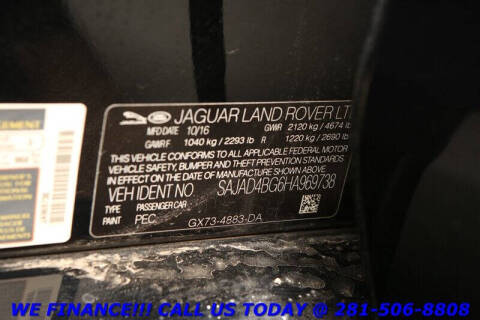 JAGUAR LAND ROVER LT
MFD DATE 10/16 GVWR 2120 kg / 4674 lb
GAWR F 1040 kg / 2293 lb R 1220 kg / 2690 lb
THIS VEHICLE CONFORMS TO ALL APPLICABLE FEDERAL MOTOR
VEHICLE SAFETY, BUMPER, AND THEFT PREVENTION STANDARDS
IN EFFECT ON THE DATE OF MANUFACTURE SHOWN ABOVE.
VEH IDENT NO. SAJAD4BG6HA969738
TYPE: PASSENGER CAR
PAINT: PEC
GX73-4883-DA
WE FINANCE!!! CALL US TODAY @ 281-506-8808